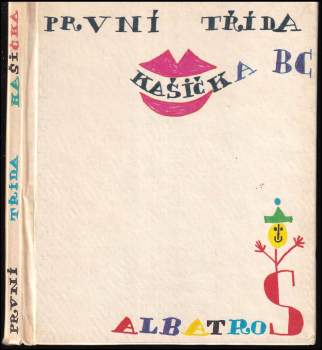 PRVNÍ TŘÍDA
KAŠIČKA BC
ALBATROS
PRVNÍ TŘÍDA KAŠIČKA